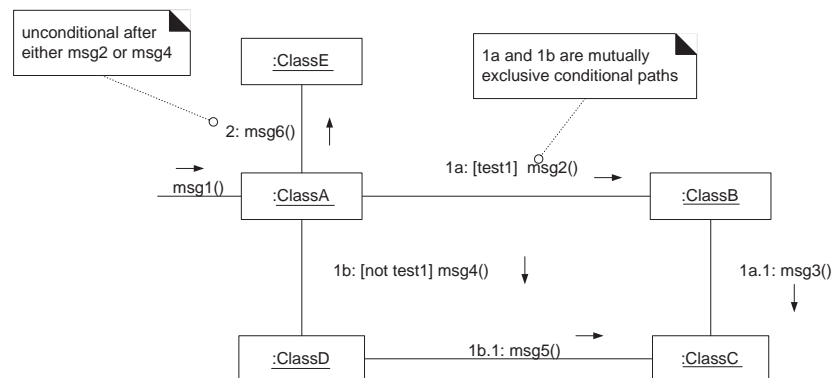 unconditional after
either msg2 or msg4
:ClassE
1a and 1b are mutually
exclusive conditional paths
2: msg6()
1a: [test1] msg2()
msg1()
:ClassA
:ClassB
1b: [not test1] msg4()
1a.1: msg3()
:ClassD
1b.1: msg5()
:ClassC